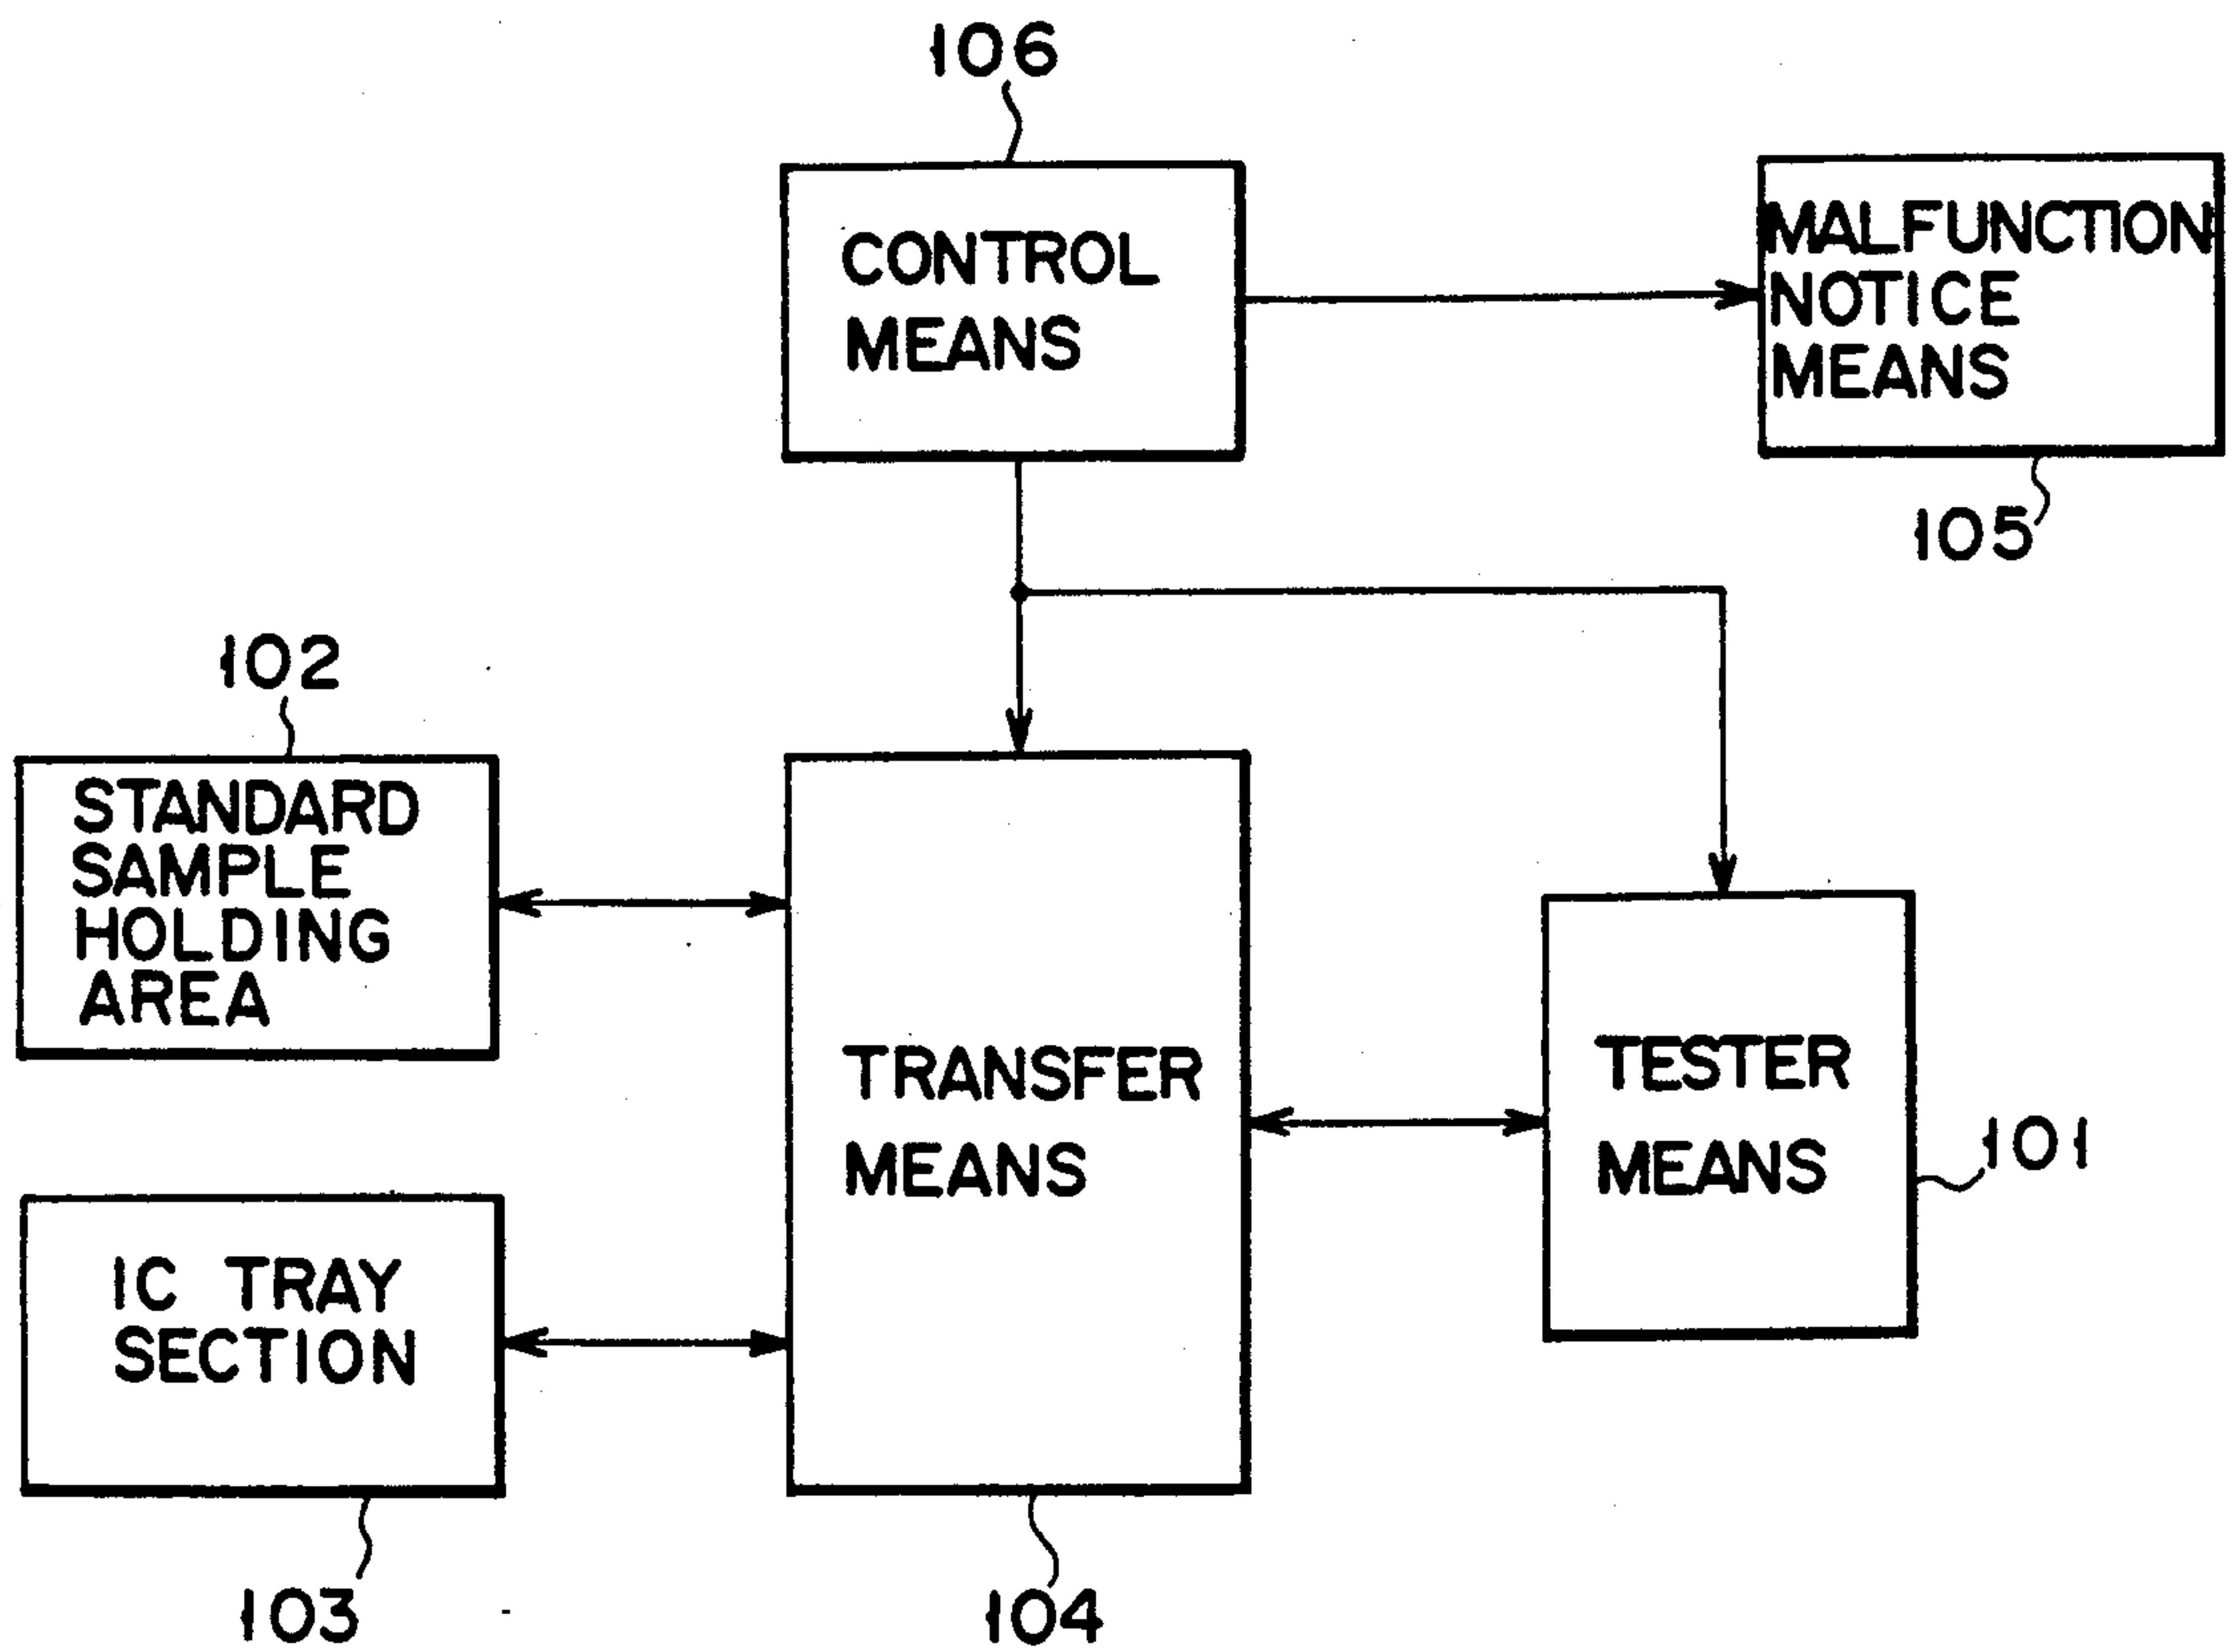 106
CONTROL
MEANS
MALFUNCTION
NOTICE
MEANS
105
102
STANDARD
SAMPLE
HOLDING
AREA
TRANSFER
MEANS
TESTER
MEANS
101
IC TRAY
SECTION
103
104